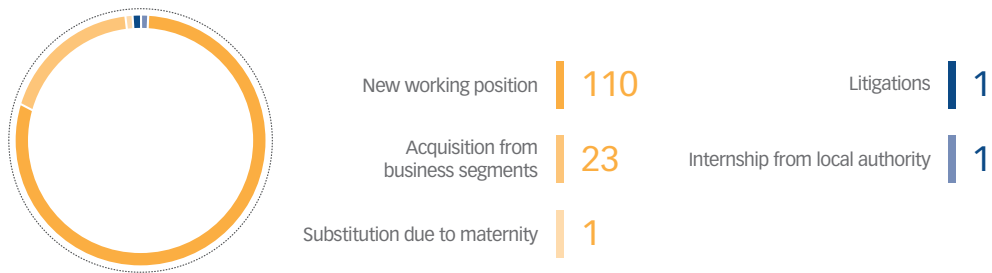 New working position 110
Acquisition from
business segments 23
Substitution due to maternity 1
Litigations 1
Internship from local authority 1